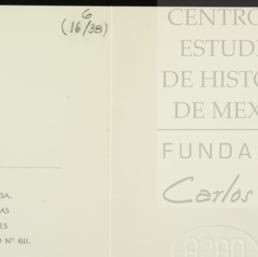 6
(16/38)
CENTRO
ESTUDI
DE HISTO
DE MEX
FUNDA
Carlos
SA.
AS
ES
O Nº 611.